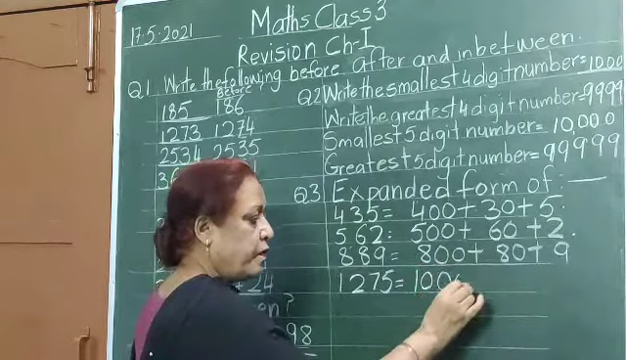 17.5.2021
Maths Class 3
Revision Ch-I
before after and inbetween.
Q1 Write the following
Before
185 186
1273 1274
2534 2535
Q2 Write the smallest 4 digit number = 1000
Write the greatest 4 digit number = 9999
Smallest 5 digit number = 10,000
Greatest 5 digit number = 99999
Q3 Expanded form of: —
435 = 400 + 30 + 5.
562: 500 + 60 + 2.
889 = 800 + 80 + 9
1275 = 100
24
en?
98